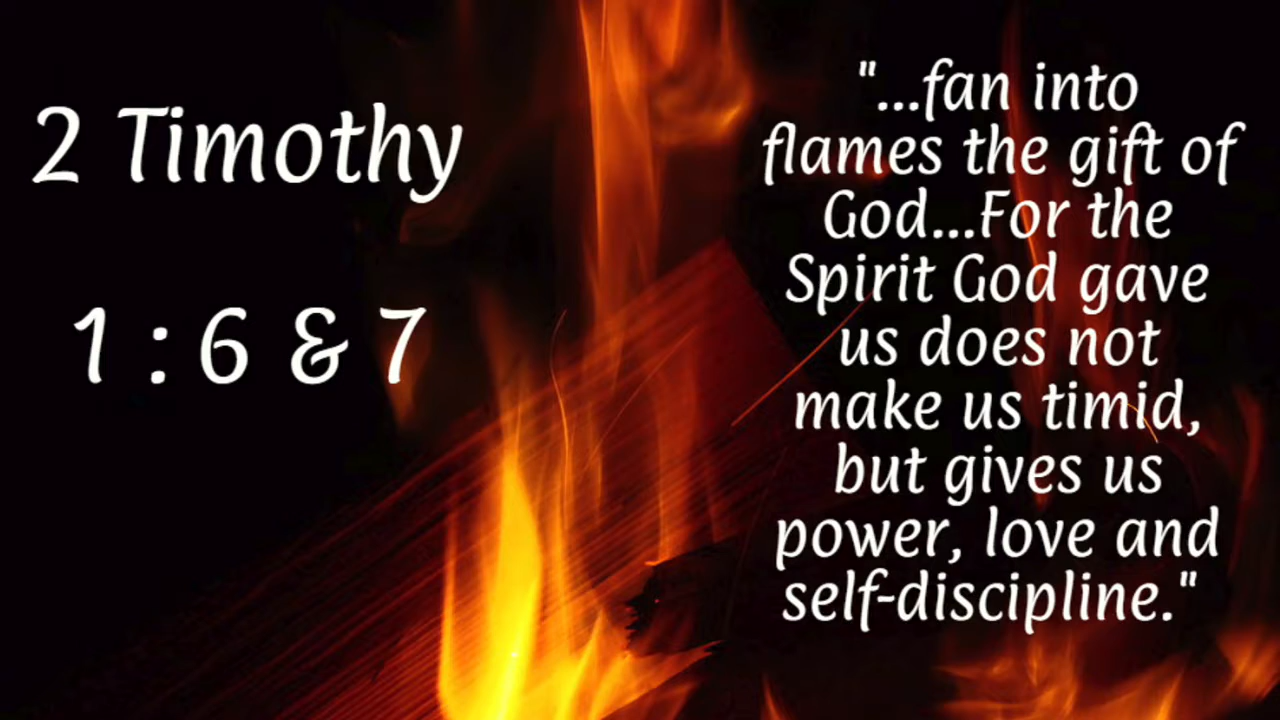 2 Timothy
1 : 6 & 7
"...fan into
flames the gift of
God...For the
Spirit God gave
us does not
make us timid,
but gives us
power, love and
self-discipline."